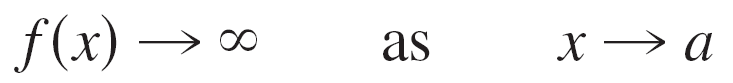 f(x) → ∞ as x → a